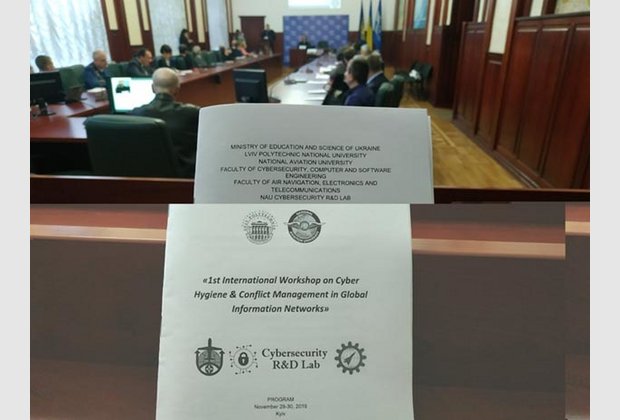 MINISTRY OF EDUCATION AND SCIENCE OF UKRAINE
LVIV POLYTECHNIC NATIONAL UNIVERSITY
NATIONAL AVIATION UNIVERSITY
FACULTY OF CYBERSECURITY, COMPUTER AND SOFTWARE
ENGINEERING
FACULTY OF AIR NAVIGATION, ELECTRONICS AND
TELECOMMUNICATIONS
NAU CYBERSECURITY R&D LAB
«1st International Workshop on Cyber
Hygiene & Conflict Management in Global
Information Networks»
Cybersecurity
R&D Lab
PROGRAM
November 29-30, 2019
Kyiv